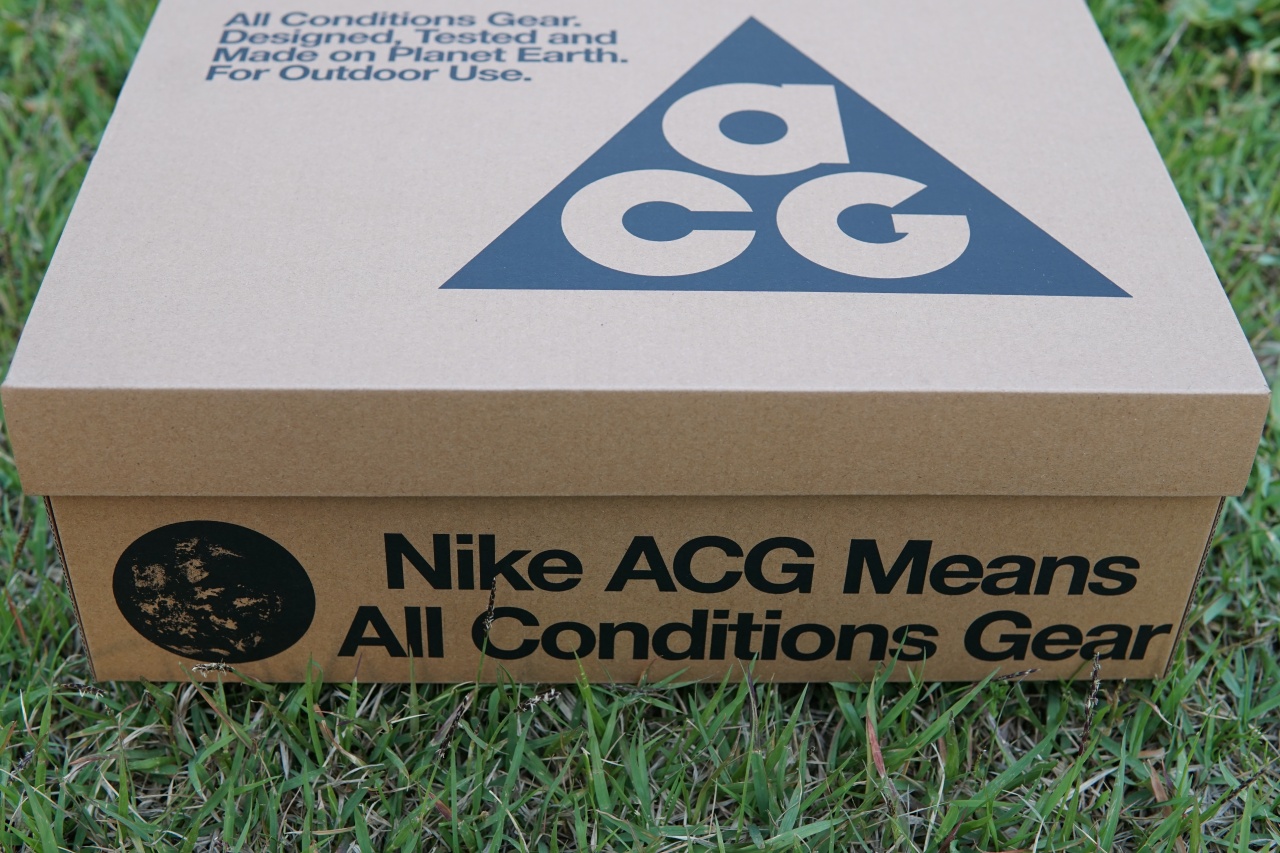 All Conditions Gear.
Designed, Tested and
Made on Planet Earth.
For Outdoor Use.
a
CG
Nike ACG Means
All Conditions Gear